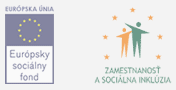 EURÓPSKA ÚNIA
Európsky
sociálny
fond
ZAMESTNANOSŤ
A SOCIÁLNA INKLÚZIA